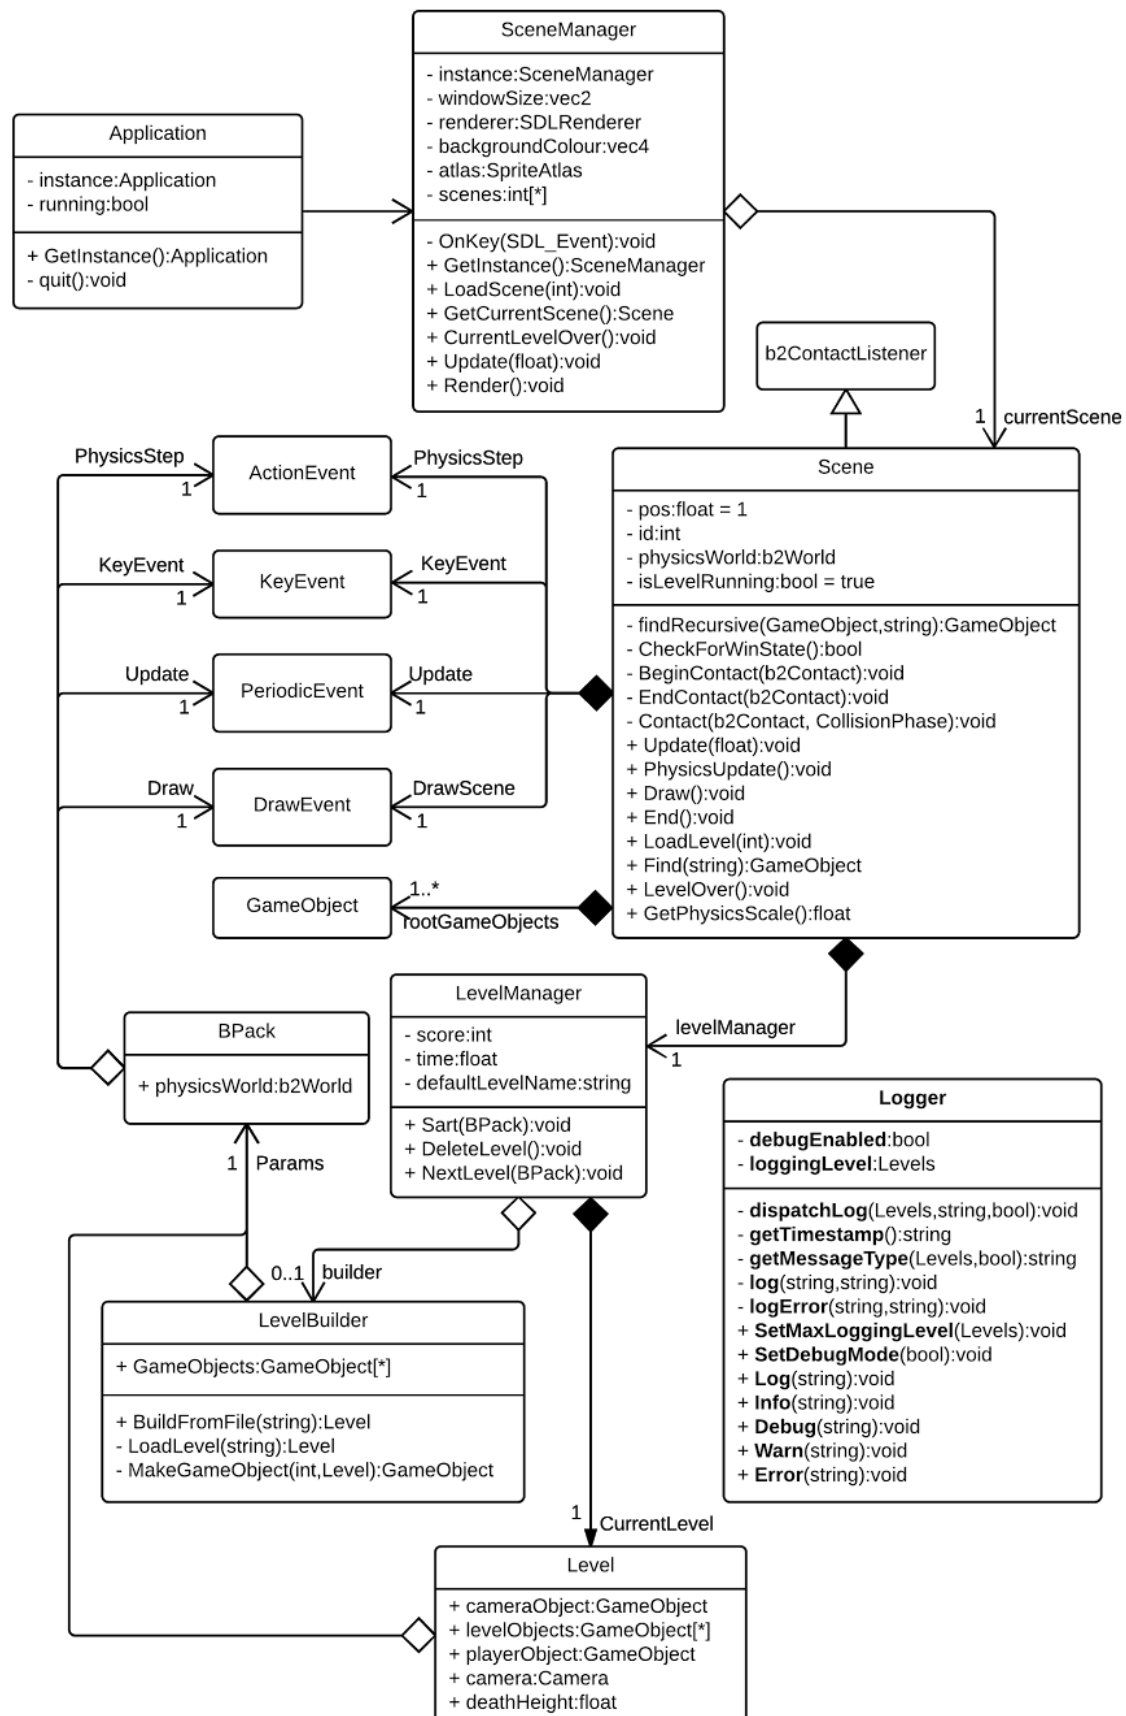 SceneManager
- instance:SceneManager
- windowSize:vec2
- renderer:SDLRenderer
- backgroundColour:vec4
- atlas:SpriteAtlas
- scenes:int[*]
- OnKey(SDL_Event):void
+ GetInstance():SceneManager
+ LoadScene(int):void
+ GetCurrentScene():Scene
+ CurrentLevelOver():void
+ Update(float):void
+ Render():void
Application
- instance:Application
- running:bool
+ GetInstance():Application
- quit():void
b2ContactListener
1 currentScene
Scene
- pos:float = 1
- id:int
- physicsWorld:b2World
- isLevelRunning:bool = true
- findRecursive(GameObject,string):GameObject
- CheckForWinState():bool
- BeginContact(b2Contact):void
- EndContact(b2Contact):void
- Contact(b2Contact, CollisionPhase):void
+ Update(float):void
+ PhysicsUpdate():void
+ Draw():void
+ End():void
+ LoadLevel(int):void
+ Find(string):GameObject
+ LevelOver():void
+ GetPhysicsScale():float
PhysicsStep
1
ActionEvent
PhysicsStep
1
KeyEvent
1
KeyEvent
KeyEvent
1
Update
1
PeriodicEvent
Update
1
Draw
1
DrawEvent
DrawScene
1
GameObject
1..*
rootGameObjects
LevelManager
- score:int
- time:float
- defaultLevelName:string
+ Sart(BPack):void
+ DeleteLevel():void
+ NextLevel(BPack):void
levelManager
1
BPack
+ physicsWorld:b2World
1 Params
0..1 builder
LevelBuilder
+ GameObjects:GameObject[*]
+ BuildFromFile(string):Level
- LoadLevel(string):Level
- MakeGameObject(int,Level):GameObject
Logger
- debugEnabled:bool
- loggingLevel:Levels
- dispatchLog(Levels,string,bool):void
- getTimestamp():string
- getMessageType(Levels,bool):string
- log(string,string):void
- logError(string,string):void
+ SetMaxLoggingLevel(Levels):void
+ SetDebugMode(bool):void
+ Log(string):void
+ Info(string):void
+ Debug(string):void
+ Warn(string):void
+ Error(string):void
1 CurrentLevel
Level
+ cameraObject:GameObject
+ levelObjects:GameObject[*]
+ playerObject:GameObject
+ camera:Camera
+ deathHeight:float